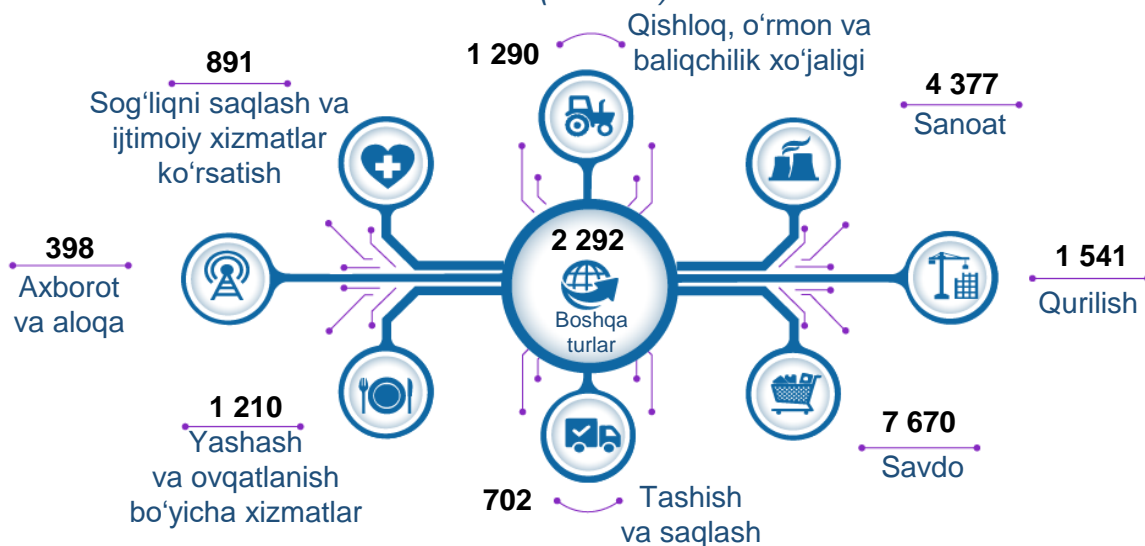 1 290
Qishloq, o‘rmon va
baliqchilik xo‘jaligi
891
Sog‘liqni saqlash va
ijtimoiy xizmatlar
ko‘rsatish
4 377
Sanoat
398
Axborot
va aloqa
2 292
Boshqa
turlar
1 541
Qurilish
1 210
Yashash
va ovqatlanish
bo‘yicha xizmatlar
7 670
Savdo
702
Tashish
va saqlash